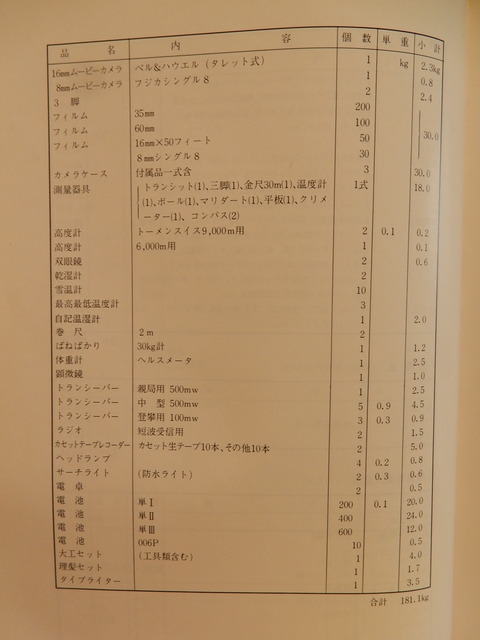 品 名 内 容 個 数 単 重 小 計
16mmムービーカメラ ベル&ハウエル (タレット式) 1 kg 2.3kg
8mmムービーカメラ フジカシングル8 1 0.8
3 脚 2 2.4
フィルム 35mm 200
フィルム 60mm 100 30.0
フィルム 16mm×50フィート 50
8mmシングル8 30
カメラケース 付属品一式含 3 30.0
測量器具 トランシット(1)、三脚(1)、金尺30m(1)、温度計 1式 18.0
(1)、ポール(1)、マリダート(1)、平板(1)、クリメ
ーター(1)、コンパス(2)
高度計 トーメンスイス9,000m用 2 0.1 0.2
高度計 6,000m用 1 0.1
双眼鏡 2 0.6
乾湿計 2
雪温計 10
最高最低温度計 3
自記温湿計 1 2.0
巻 尺 2m 2
ばねばかり 30kg計 1 1.2
体重計 ヘルスメータ 1 2.5
顕微鏡 1 1.0
トランシーバー 親局用 500mw 1 2.5
トランシーバー 中 型 500mw 5 0.9 4.5
トランシーバー 登攀用 100mw 3 0.3 0.9
ラジオ 短波受信用 2 1.5
カセットテープレコーダー カセット生テープ10本、その他10本 2 5.0
ヘッドランプ 4 0.2 0.8
サーチライト (防水ライト) 2 0.3 0.6
電 卓 2 0.5
電 池 単Ⅰ 200 0.1 20.0
電 池 単Ⅱ 400 24.0
電 池 単Ⅲ 600 12.0
電 池 006P 10 0.5
大工セット (工具類含む) 1 4.0
理髪セット 1 1.7
タイプライター 1 3.5
合計 181.1kg